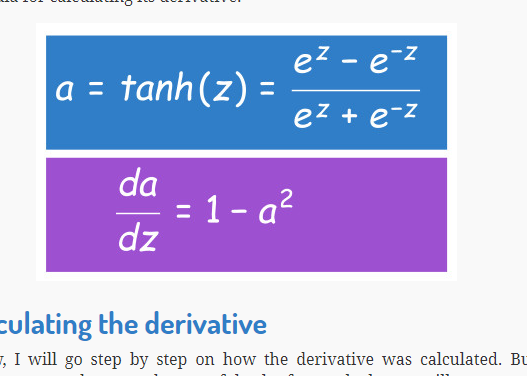 for calculating its derivative.
a = tanh(z) = (e^z - e^-z) / (e^z + e^-z)
da/dz = 1 - a^2
culating the derivative
, I will go step by step on how the derivative was calculated. Bu